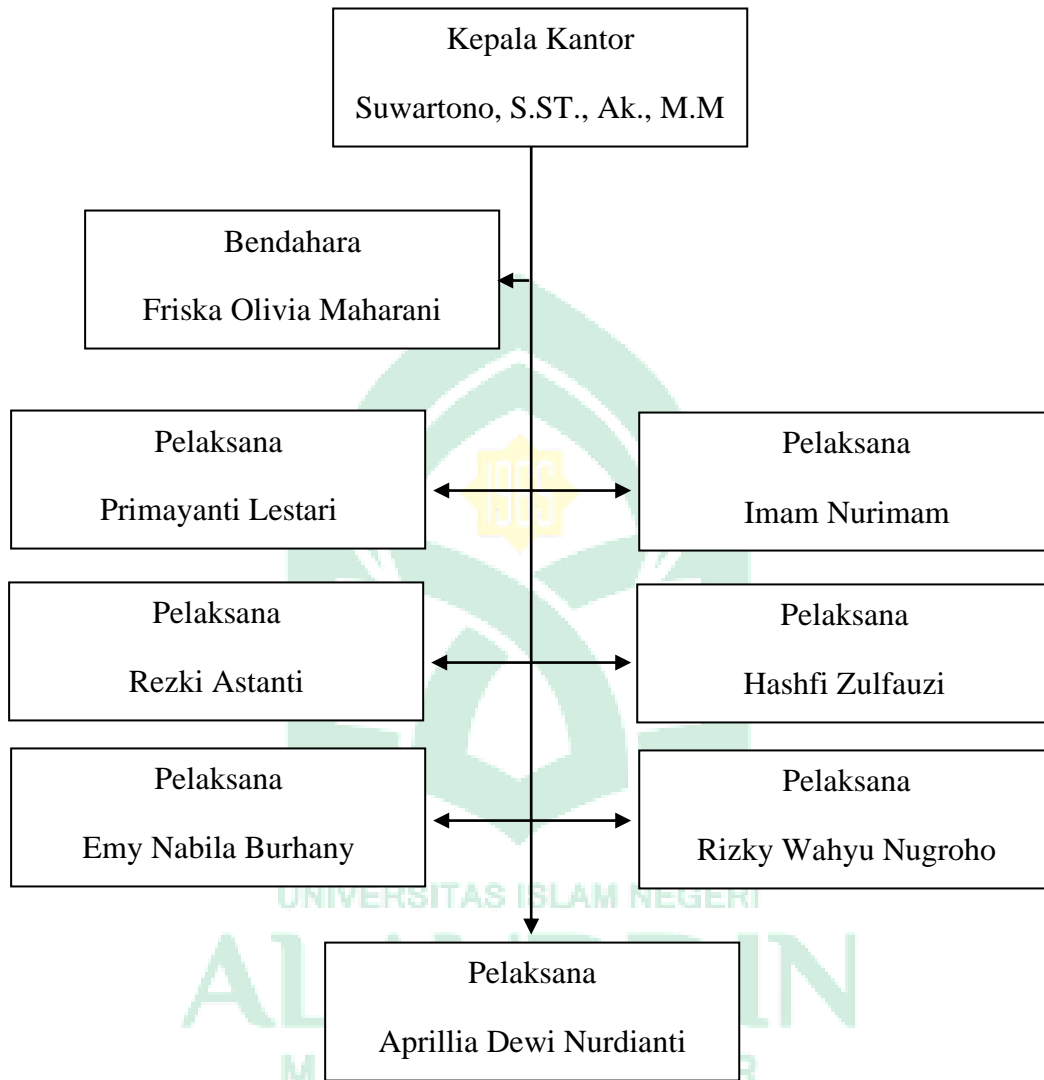 Kepala Kantor
Suwartono, S.ST., Ak., M.M
Bendahara
Friska Olivia Maharani
Pelaksana
Primayanti Lestari
Pelaksana
Imam Nurimam
Pelaksana
Rezki Astanti
Pelaksana
Hashfi Zulfauzi
Pelaksana
Emy Nabila Burhany
Pelaksana
Rizky Wahyu Nugroho
UNIVERSITAS ISLAM NEGERI
Pelaksana
Aprillia Dewi Nurdianti